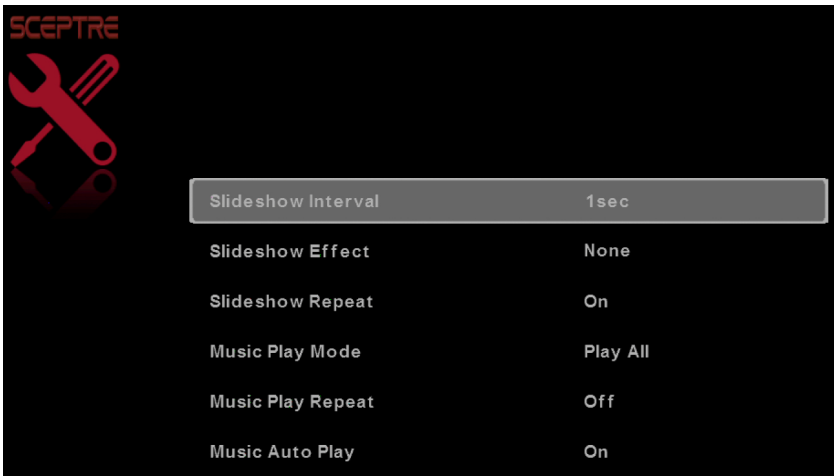 SCEPTRE
Slideshow Interval 1sec
Slideshow Effect None
Slideshow Repeat On
Music Play Mode Play All
Music Play Repeat Off
Music Auto Play On